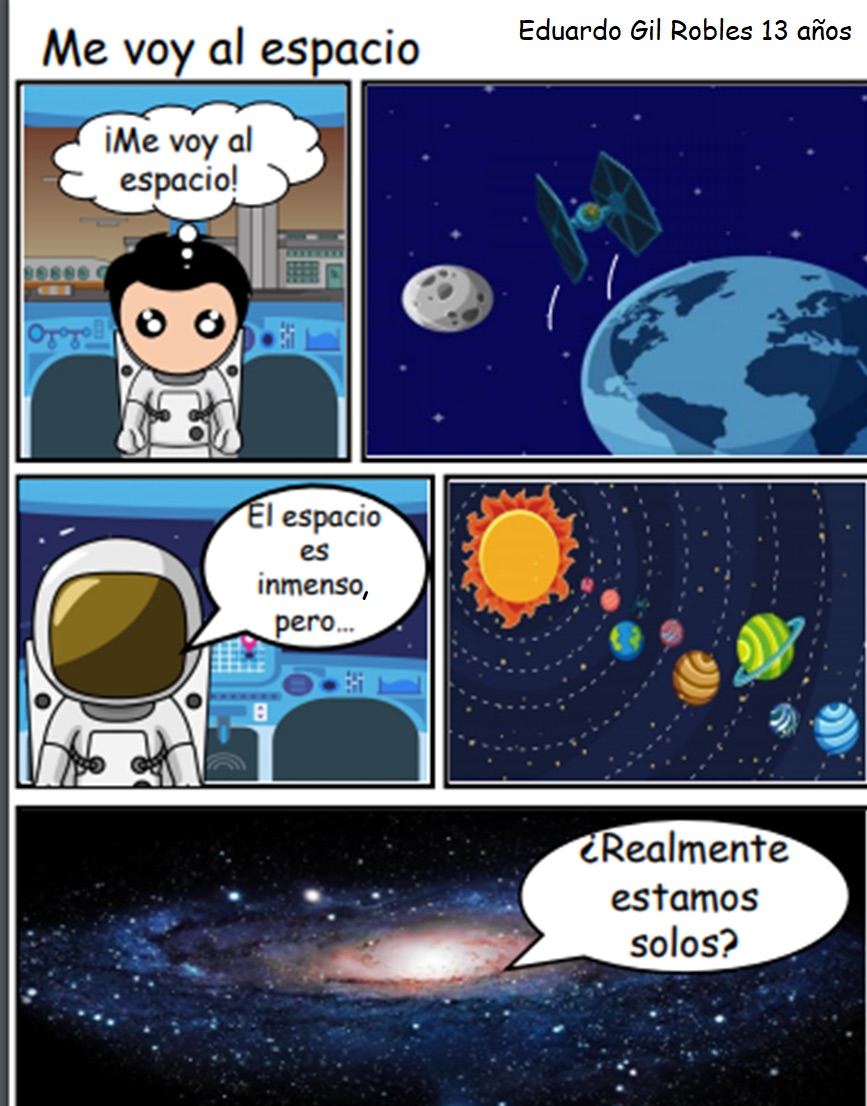 Me voy al espacio
Eduardo Gil Robles 13 años
¡Me voy al
espacio!
El espacio
es
inmenso,
pero...
¿Realmente
estamos
solos?